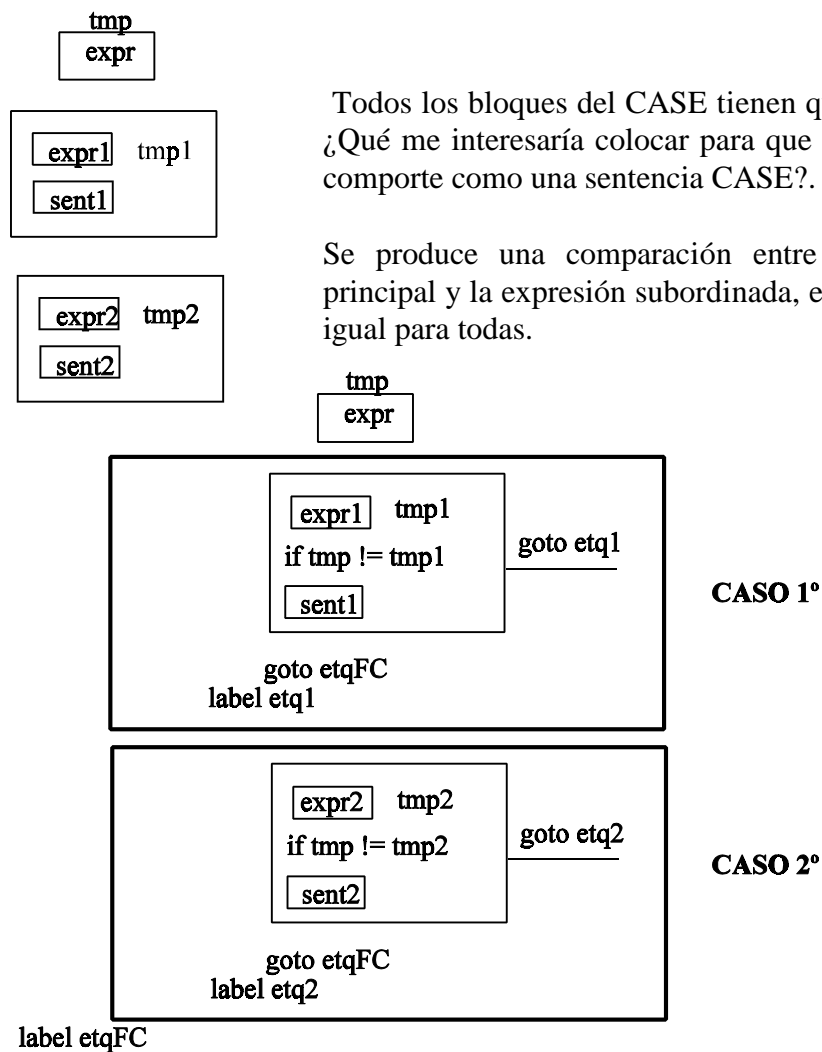 tmp
expr
Todos los bloques del CASE tienen q
¿Qué me interesaría colocar para que
comporte como una sentencia CASE?.
expr1 tmp1
sent1
Se produce una comparación entre
principal y la expresión subordinada, e
igual para todas.
expr2 tmp2
sent2
tmp
expr
expr1 tmp1
if tmp != tmp1 goto etq1
sent1
CASO 1º
goto etqFC
label etq1
expr2 tmp2
if tmp != tmp2 goto etq2
sent2
CASO 2º
goto etqFC
label etq2
label etqFC